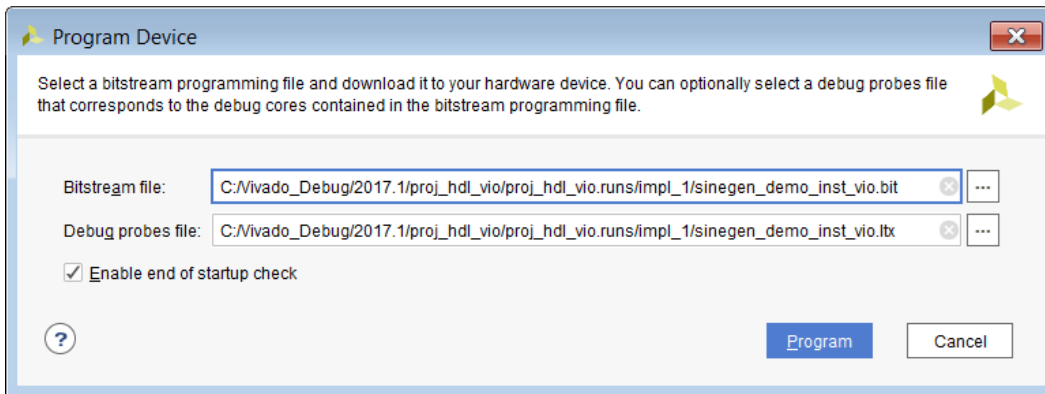 Program Device
Select a bitstream programming file and download it to your hardware device. You can optionally select a debug probes file
that corresponds to the debug cores contained in the bitstream programming file.
Bitstream file: C:/Vivado_Debug/2017.1/proj_hdl_vio/proj_hdl_vio.runs/impl_1/sinegen_demo_inst_vio.bit ...
Debug probes file: C:/Vivado_Debug/2017.1/proj_hdl_vio/proj_hdl_vio.runs/impl_1/sinegen_demo_inst_vio.ltx ...
Enable end of startup check
? Program Cancel